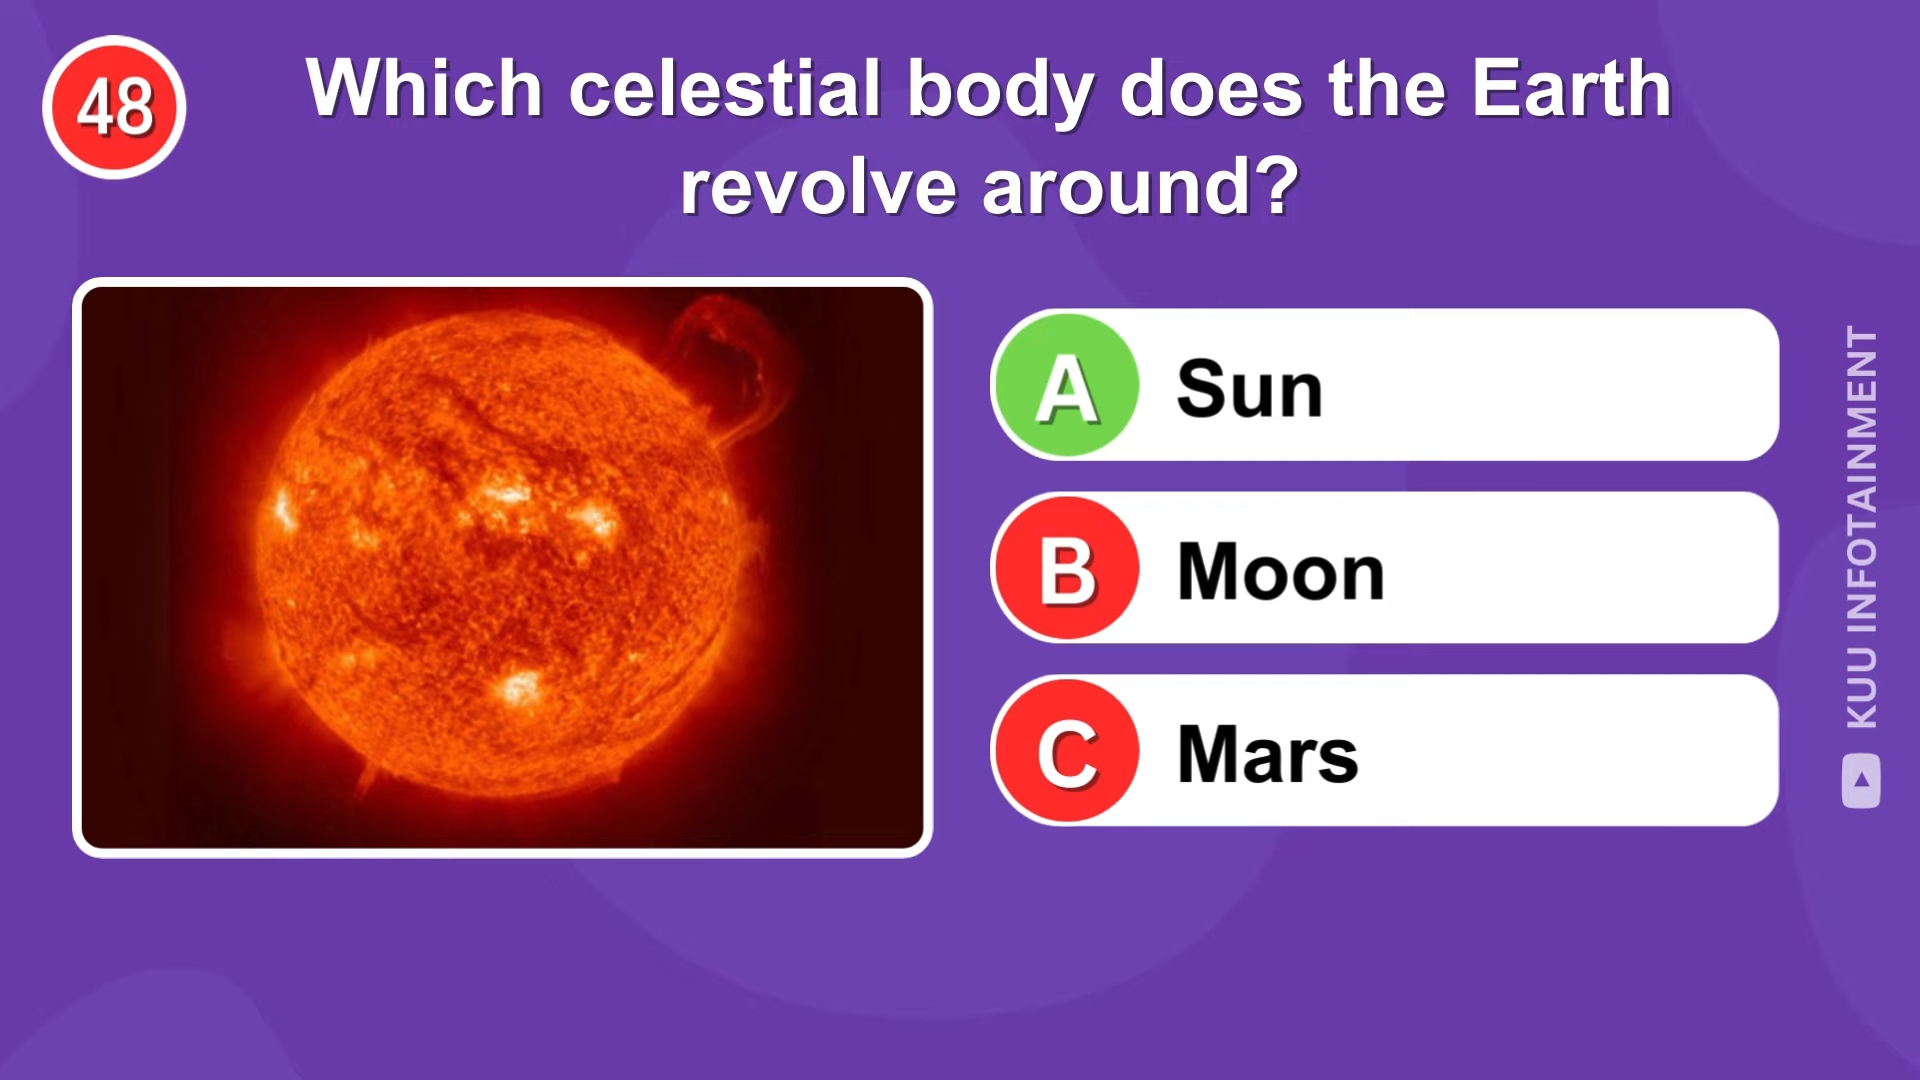 48
Which celestial body does the Earth
revolve around?
A Sun
B Moon
C Mars
KUU INFOTAINMENT